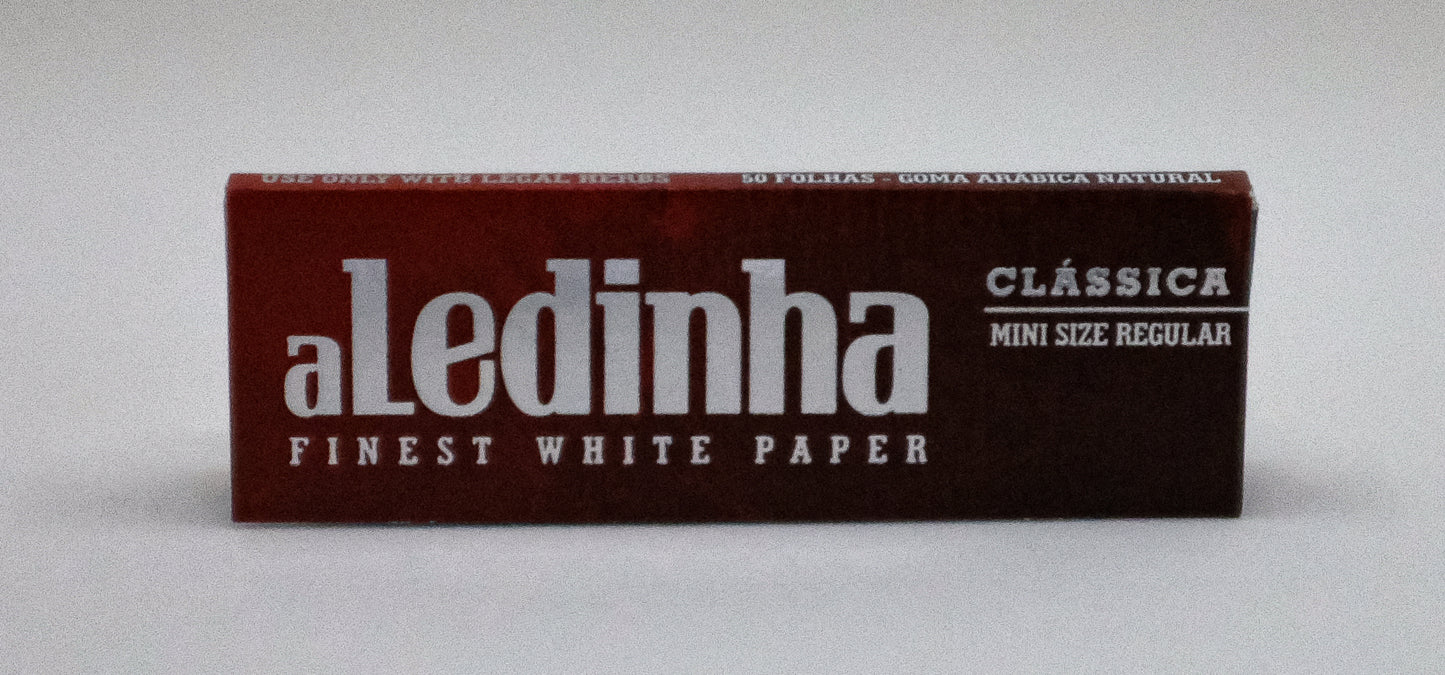 USE ONLY WITH LEGAL HERBS 50 FOLHAS - GOMA ARÁBICA NATURAL
aLedinha
FINEST WHITE PAPER
CLÁSSICA
MINI SIZE REGULAR